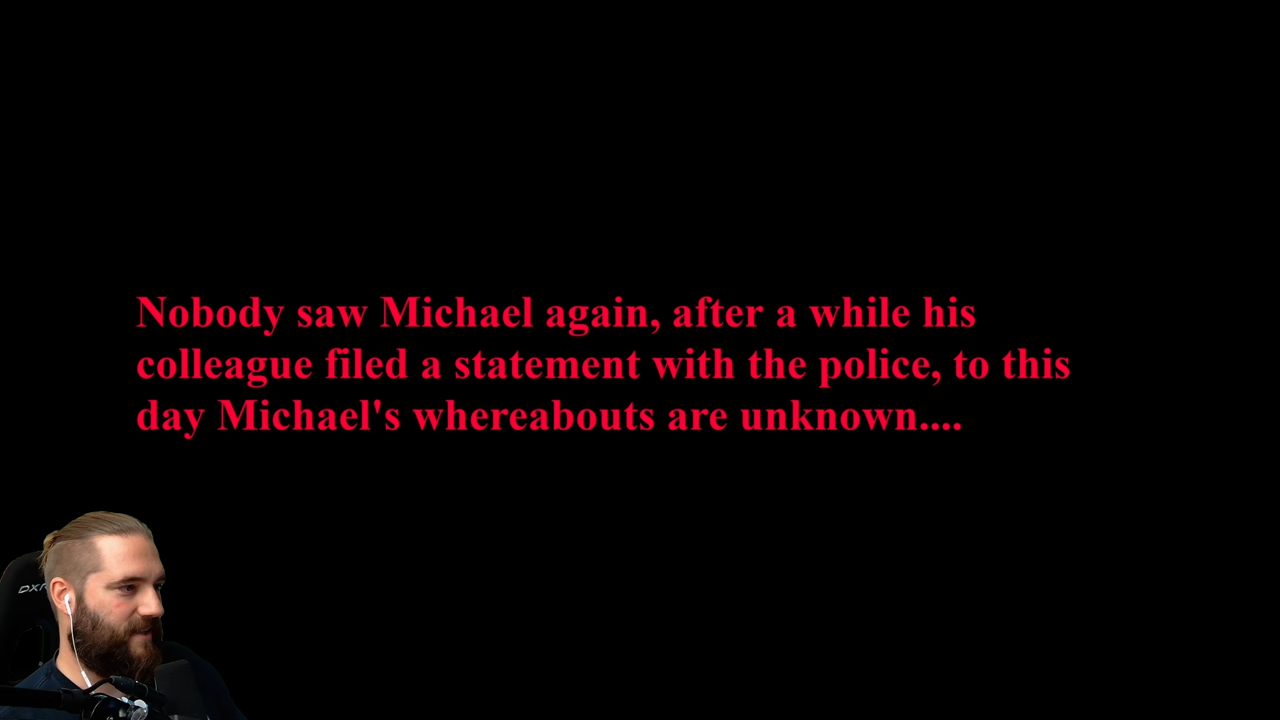 Nobody saw Michael again, after a while his
colleague filed a statement with the police, to this
day Michael's whereabouts are unknown....